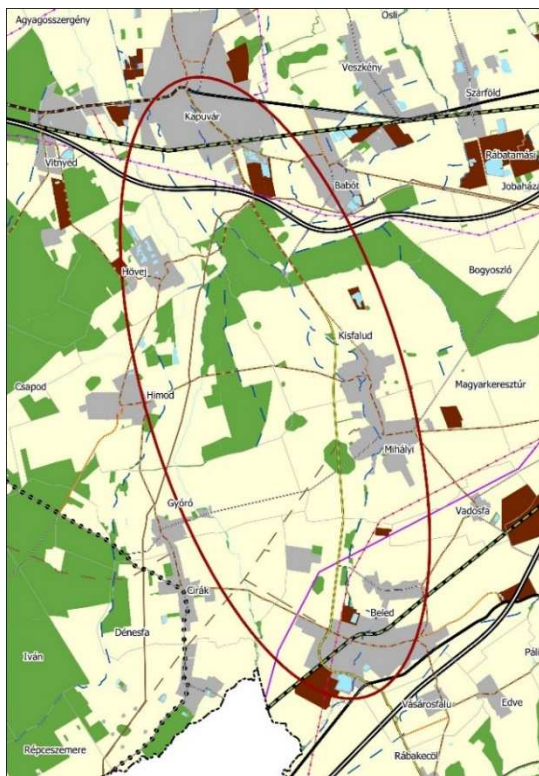 Agyagosszergény
Osli
Veszkény
Szárföld
Kapuvár
Vitnyéd
Babót
Rábatamási
Jobaháza
Hövej
Bogyoszló
Kisfalud
Csapod
Himod
Magyarkeresztúr
Mihályi
Gyóró
Vadosfa
Cirák
Beled
Dénesfa
Iván
Páli
Vásárosfalu
Edve
Répceszemere
Rábakecöl